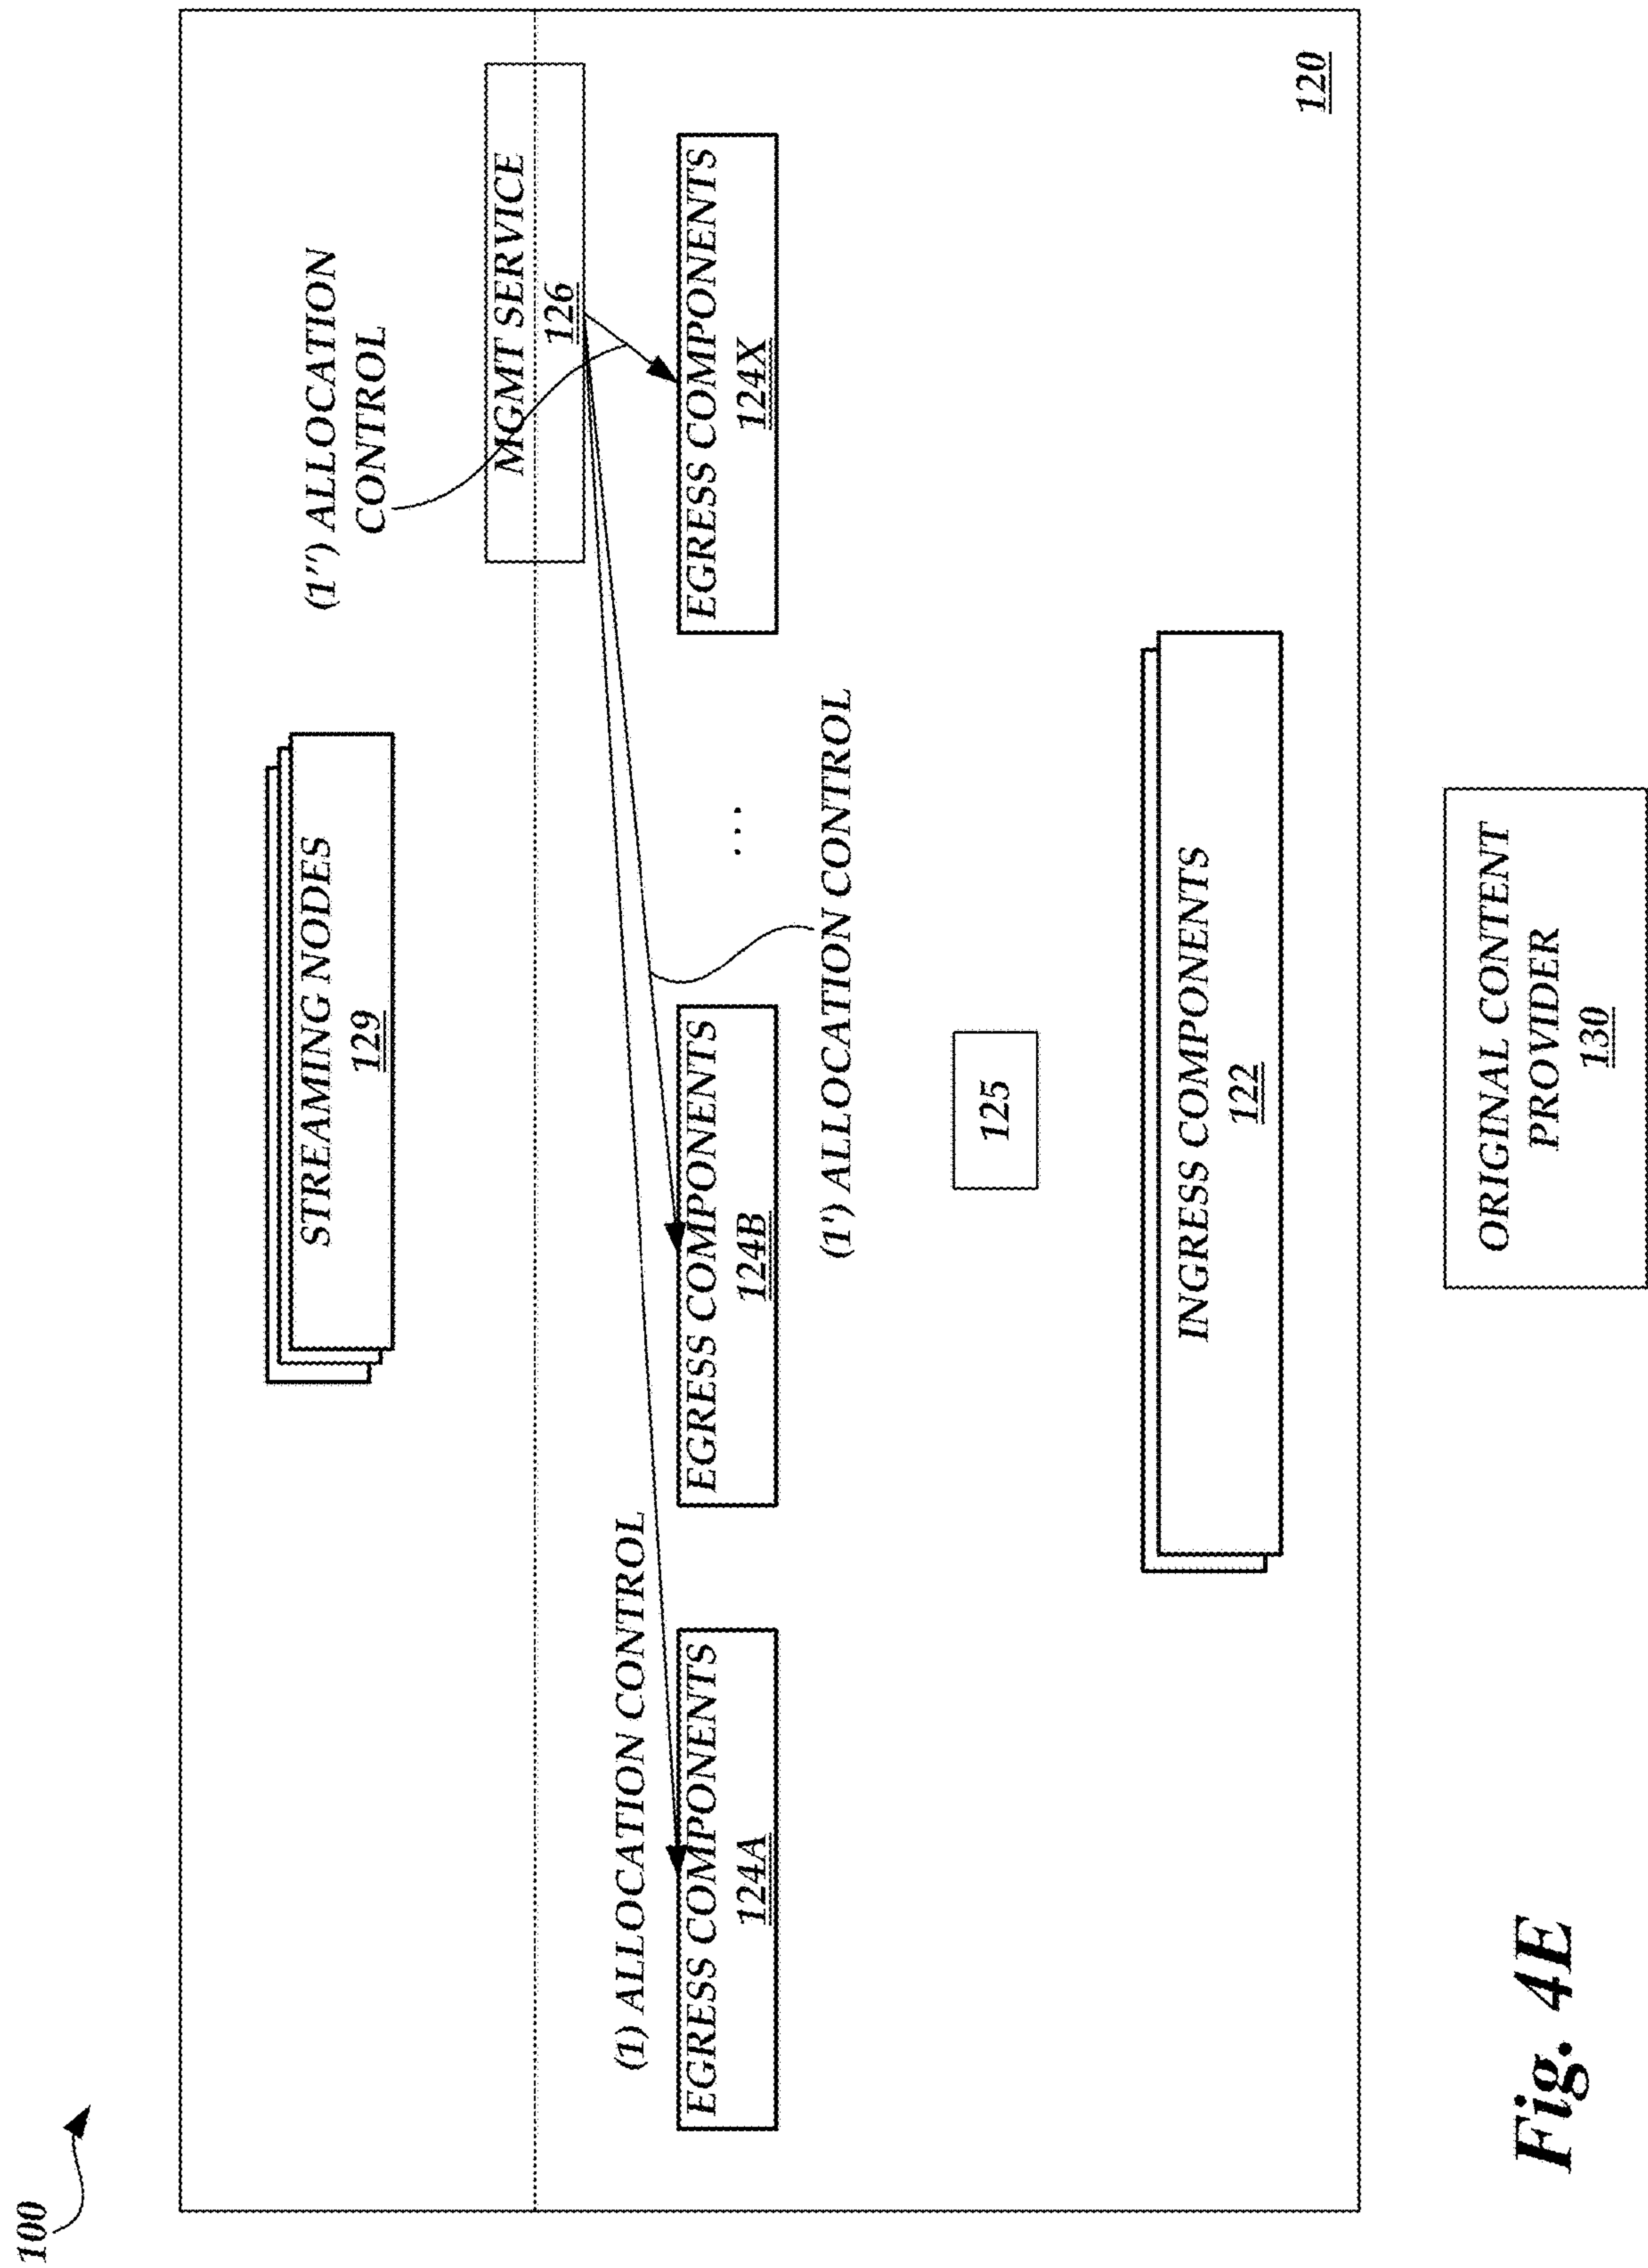 100
STREAMING NODES
129
(1'') ALLOCATION
CONTROL
MGMT SERVICE
126
(1) ALLOCATION CONTROL
EGRESS COMPONENTS
124A
EGRESS COMPONENTS
124B
...
EGRESS COMPONENTS
124X
(1') ALLOCATION CONTROL
125
INGRESS COMPONENTS
122
120
ORIGINAL CONTENT
PROVIDER
130
Fig. 4E